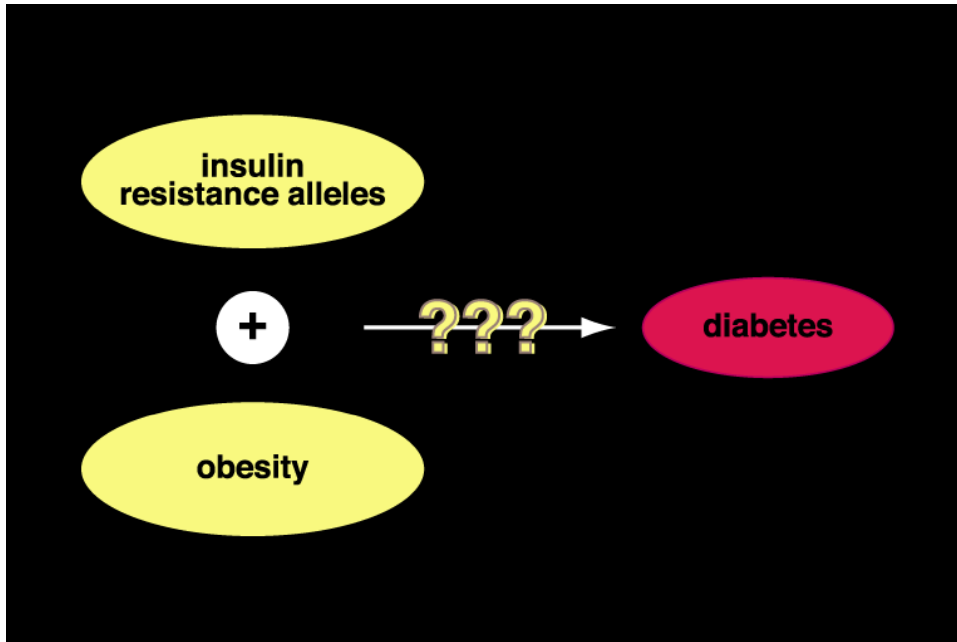 insulin
resistance alleles
+
???
diabetes
obesity